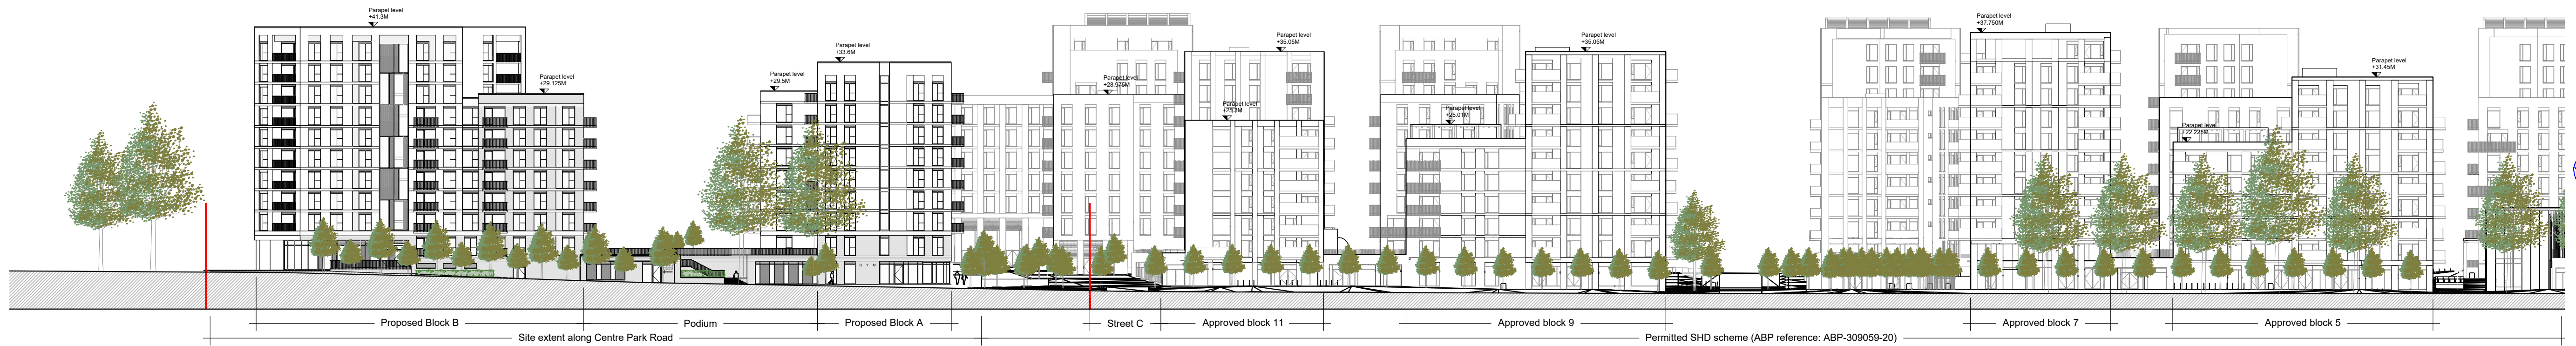 Parapet level
+41.3M
Parapet level
+29.125M
Parapet level
+29.5M
Parapet level
+33.6M
Parapet level
+28.975M
Parapet level
+35.05M
Parapet level
+25.3M
Parapet level
+25.01M
Parapet level
+35.05M
Parapet level
+37.750M
Parapet level
+22.225M
Parapet level
+31.45M
GYM
Proposed Block B
Podium
Proposed Block A
Street C
Approved block 11
Approved block 9
Approved block 7
Approved block 5
Site extent along Centre Park Road
Permitted SHD scheme (ABP reference: ABP-309059-20)